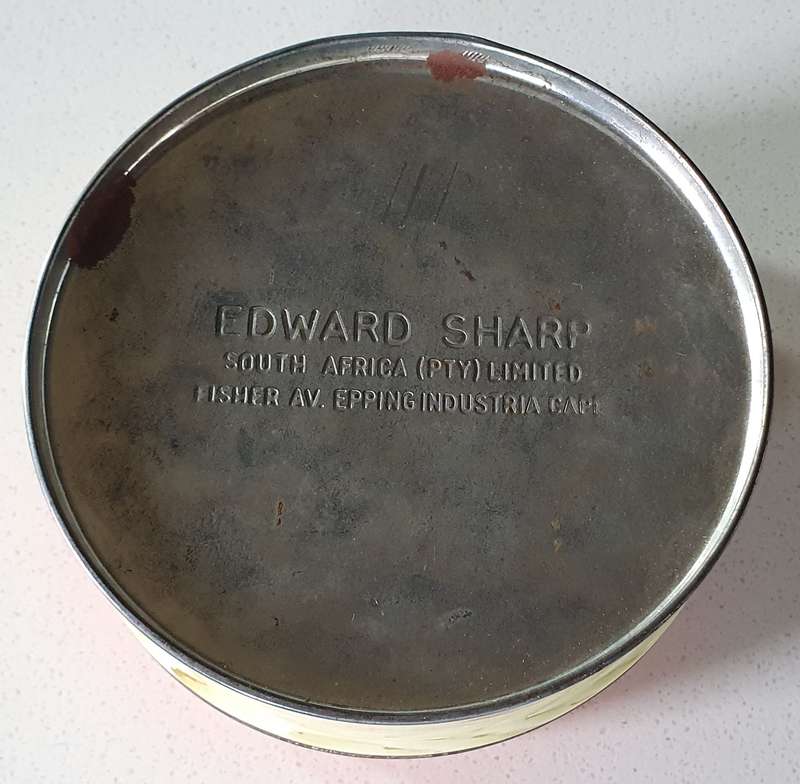 EDWARD SHARP
SOUTH AFRICA (PTY) LIMITED
FISHER AV. EPPING INDUSTRIA CAPE